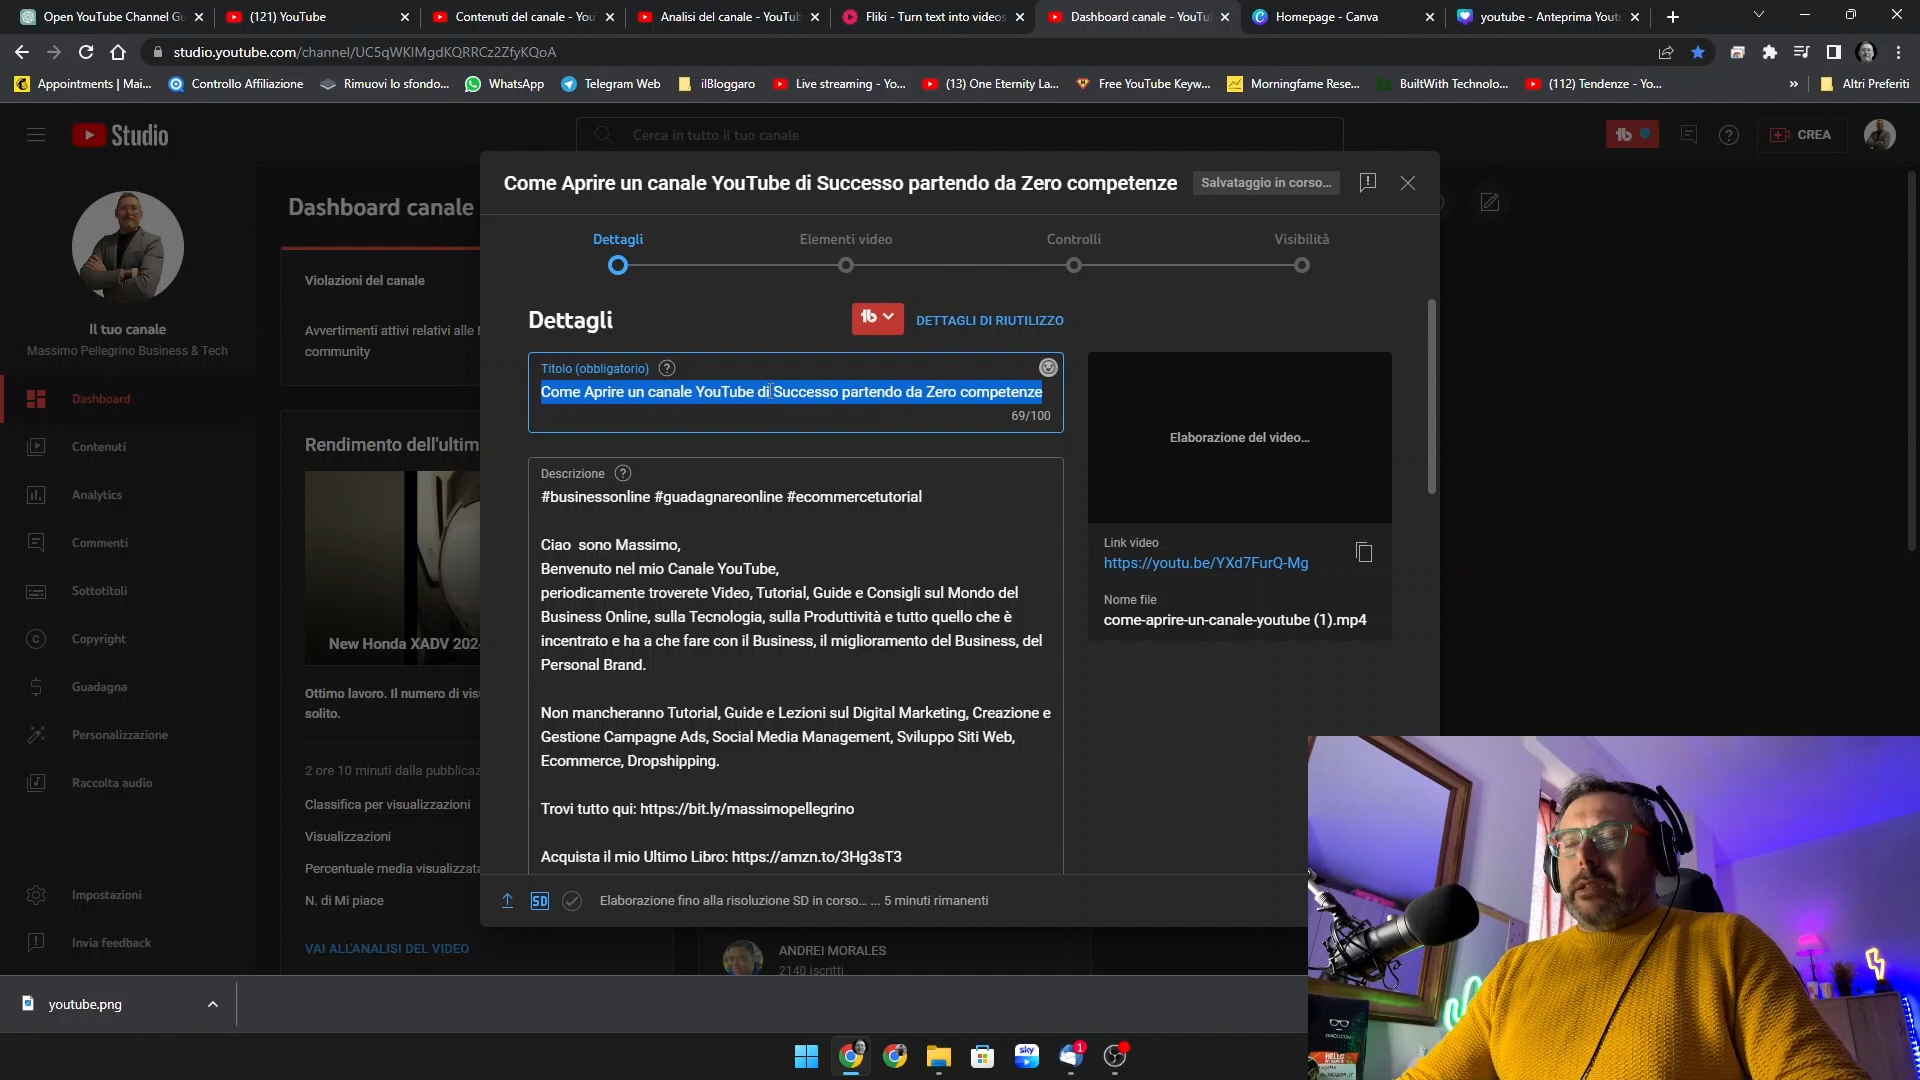 Open YouTube Channel Gu
(121) YouTube
Contenuti del canale - You
Analisi del canale - YouTub
Fliki - Turn text into videos
Dashboard canale - YouTu
Homepage - Canva
youtube - Anteprima Yout
studio.youtube.com/channel/UC5qWKIMgdKQRRCz2ZfyKQoA
Appointments | Mai...
Controllo Affiliazione
Rimuovi lo sfondo...
WhatsApp
Telegram Web
ilBloggaro
Live streaming - Yo...
(13) One Eternity La...
Free YouTube Keyw...
Morningfame Rese...
BuiltWith Technolo...
(112) Tendenze - Yo...
»
Altri Preferiti
Studio
Cerca in tutto il tuo canale
CREA
Il tuo canale
Massimo Pellegrino Business & Tech
Dashboard
Contenuti
Analytics
Commenti
Sottotitoli
Copyright
Guadagna
Personalizzazione
Raccolta audio
Impostazioni
Invia feedback
Dashboard canale
Violazioni del canale
Avvertimenti attivi relativi alle
community
Rendimento dell'ultim
New Honda XADV 202
Ottimo lavoro. Il numero di vis
solito.
2 ore 10 minuti dalla pubblicaz
Classifica per visualizzazioni
Visualizzazioni
Percentuale media visualizzata
N. di Mi piace
VAI ALL'ANALISI DEL VIDEO
Come Aprire un canale YouTube di Successo partendo da Zero competenze
Salvataggio in corso...
Dettagli
Elementi video
Controlli
Visibilità
Dettagli
DETTAGLI DI RIUTILIZZO
Titolo (obbligatorio)
Come Aprire un canale YouTube di Successo partendo da Zero competenze
69/100
Descrizione
#businessonline #guadagnareonline #ecommercetutorial
Ciao  sono Massimo,
Benvenuto nel mio Canale YouTube,
periodicamente troverete Video, Tutorial, Guide e Consigli sul Mondo del
Business Online, sulla Tecnologia, sulla Produttività e tutto quello che è
incentrato e ha a che fare con il Business, il miglioramento del Business, del
Personal Brand.
Non mancheranno Tutorial, Guide e Lezioni sul Digital Marketing, Creazione e
Gestione Campagne Ads, Social Media Management, Sviluppo Siti Web,
Ecommerce, Dropshipping.
Trovi tutto qui: https://bit.ly/massimopellegrino
Acquista il mio Ultimo Libro: https://amzn.to/3Hg3sT3
Elaborazione del video...
Link video
https://youtu.be/YXd7FurQ-Mg
Nome file
come-aprire-un-canale-youtube (1).mp4
SD
Elaborazione fino alla risoluzione SD in corso... ... 5 minuti rimanenti
ANDREI MORALES
2140 iscritti
youtube.png
sky
1
HELLO